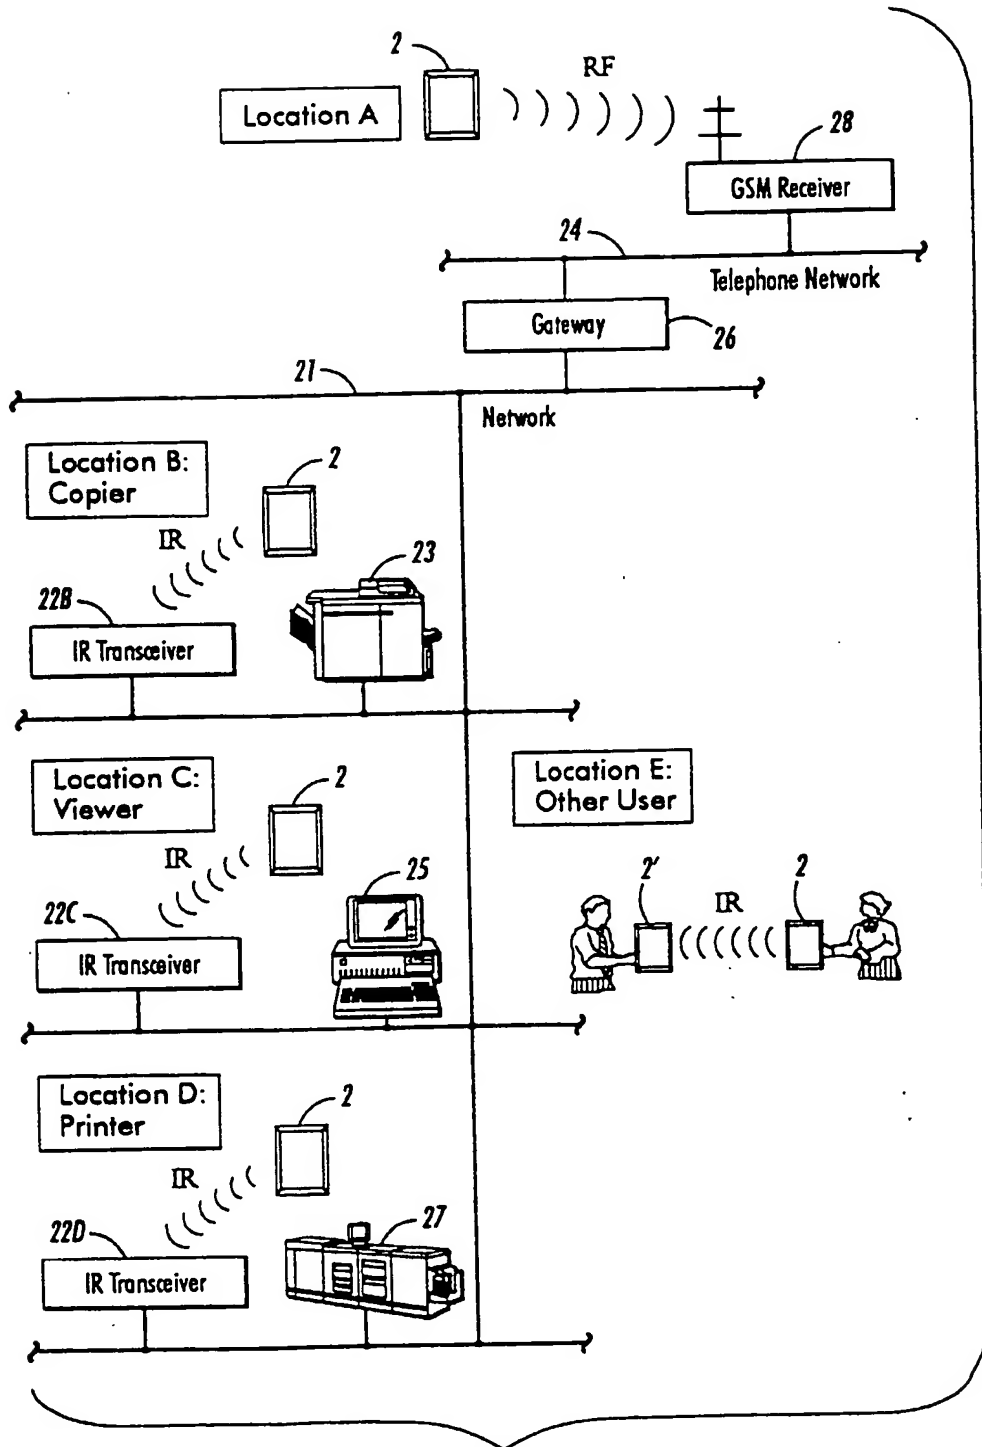 2
RF
Location A
28
GSM Receiver
24
Telephone Network
Gateway
26
21
Network
Location B:
Copier
2
IR
23
22B
IR Transceiver
Location C:
Viewer
2
IR
25
22C
IR Transceiver
Location E:
Other User
2'
IR
2
Location D:
Printer
2
IR
27
22D
IR Transceiver